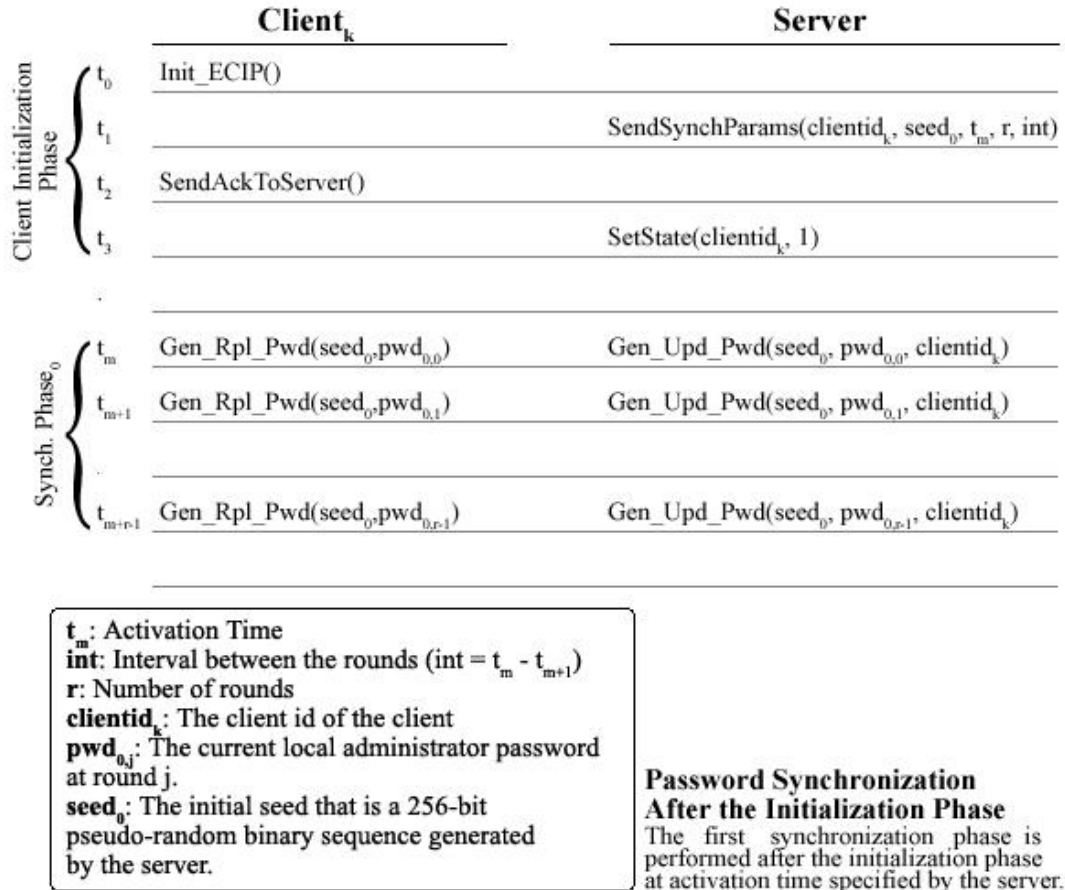 Client_k Server
Client Initialization Phase
t_0 Init_ECIP()
t_1 SendSynchParams(clientid_k, seed_0, t_m, r, int)
t_2 SendAckToServer()
t_3 SetState(clientid_k, 1)
.
Synch. Phase_0
t_m Gen_Rpl_Pwd(seed_0,pwd_0,0) Gen_Upd_Pwd(seed_0, pwd_0,0, clientid_k)
t_m+1 Gen_Rpl_Pwd(seed_0,pwd_0,1) Gen_Upd_Pwd(seed_0, pwd_0,1, clientid_k)
.
t_m+r-1 Gen_Rpl_Pwd(seed_0,pwd_0,r-1) Gen_Upd_Pwd(seed_0, pwd_0,r-1, clientid_k)
t_m: Activation Time
int: Interval between the rounds (int = t_m - t_m+1)
r: Number of rounds
clientid_k: The client id of the client
pwd_0,j: The current local administrator password
at round j.
seed_0: The initial seed that is a 256-bit
pseudo-random binary sequence generated
by the server.
Password Synchronization
After the Initialization Phase
The first synchronization phase is
performed after the initialization phase
at activation time specified by the server.